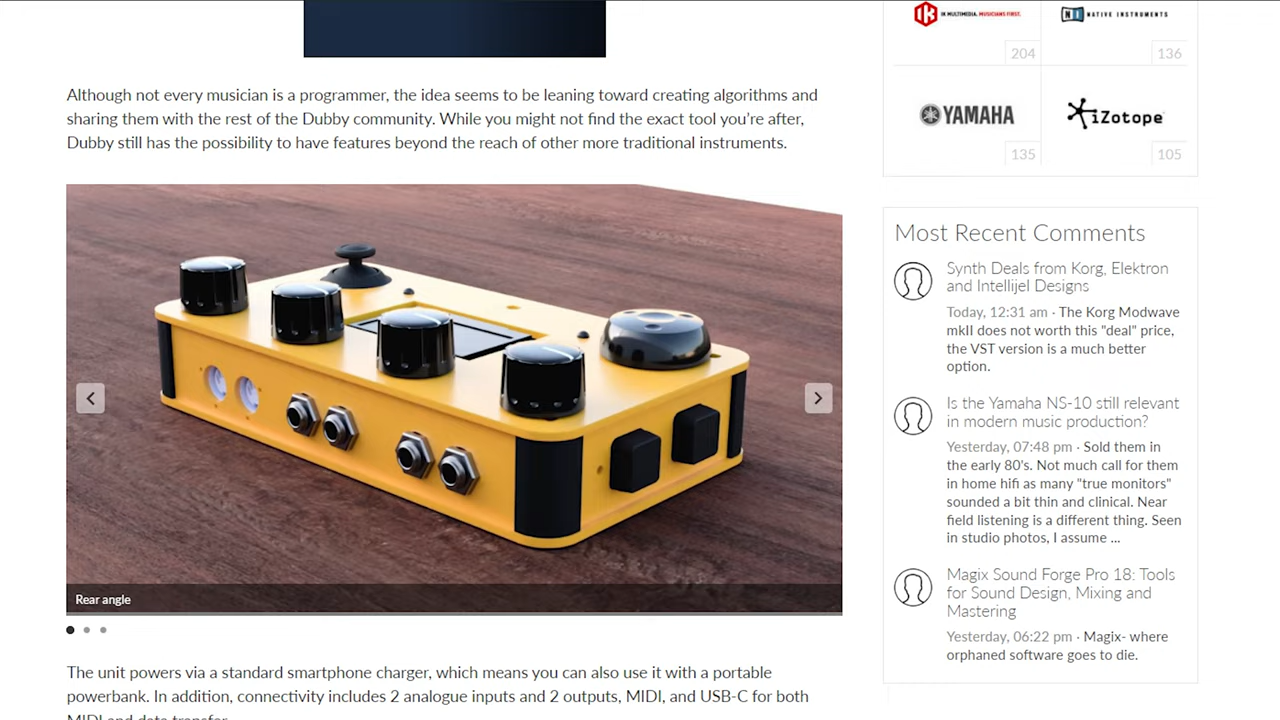 Although not every musician is a programmer, the idea seems to be leaning toward creating algorithms and
sharing them with the rest of the Dubby community. While you might not find the exact tool you're after,
Dubby still has the possibility to have features beyond the reach of other more traditional instruments.
Rear angle
The unit powers via a standard smartphone charger, which means you can also use it with a portable
powerbank. In addition, connectivity includes 2 analogue inputs and 2 outputs, MIDI, and USB-C for both
MIDI and data transfer.
IK MULTIMEDIA. MUSICIANS FIRST.
204
NATIVE INSTRUMENTS
136
YAMAHA
135
iZotope
105
Most Recent Comments
Synth Deals from Korg, Elektron
and Intellijel Designs
Today, 12:31 am · The Korg Modwave
mkII does not worth this "deal" price,
the VST version is a much better
option.
Is the Yamaha NS-10 still relevant
in modern music production?
Yesterday, 07:48 pm · Sold them in
the early 80's. Not much call for them
in home hifi as many "true monitors"
sounded a bit thin and clinical. Near
field listening is a different thing. Seen
in studio photos, I assume ...
Magix Sound Forge Pro 18: Tools
for Sound Design, Mixing and
Mastering
Yesterday, 06:22 pm · Magix- where
orphaned software goes to die.